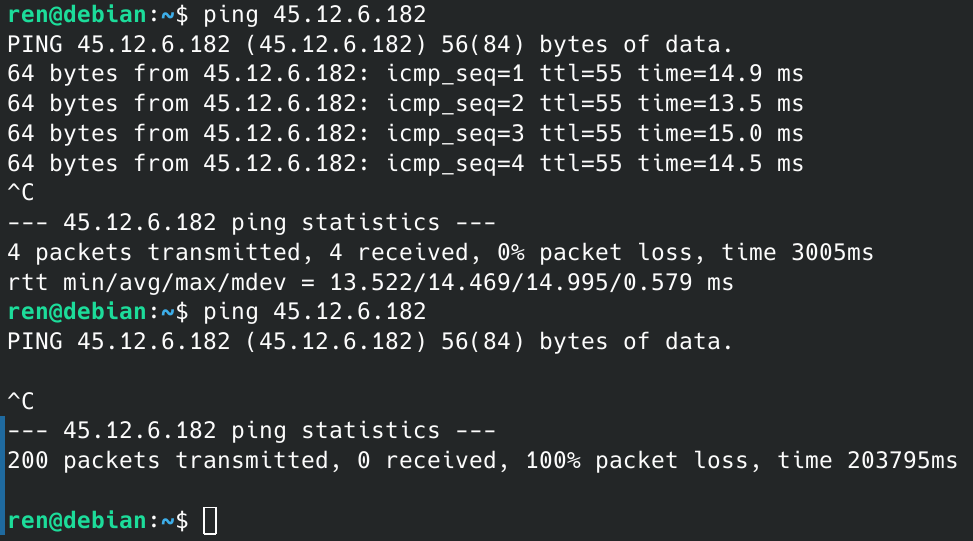 ren@debian:~$ ping 45.12.6.182
PING 45.12.6.182 (45.12.6.182) 56(84) bytes of data.
64 bytes from 45.12.6.182: icmp_seq=1 ttl=55 time=14.9 ms
64 bytes from 45.12.6.182: icmp_seq=2 ttl=55 time=13.5 ms
64 bytes from 45.12.6.182: icmp_seq=3 ttl=55 time=15.0 ms
64 bytes from 45.12.6.182: icmp_seq=4 ttl=55 time=14.5 ms
^C
--- 45.12.6.182 ping statistics ---
4 packets transmitted, 4 received, 0% packet loss, time 3005ms
rtt min/avg/max/mdev = 13.522/14.469/14.995/0.579 ms
ren@debian:~$ ping 45.12.6.182
PING 45.12.6.182 (45.12.6.182) 56(84) bytes of data.
^C
--- 45.12.6.182 ping statistics ---
200 packets transmitted, 0 received, 100% packet loss, time 203795ms
ren@debian:~$